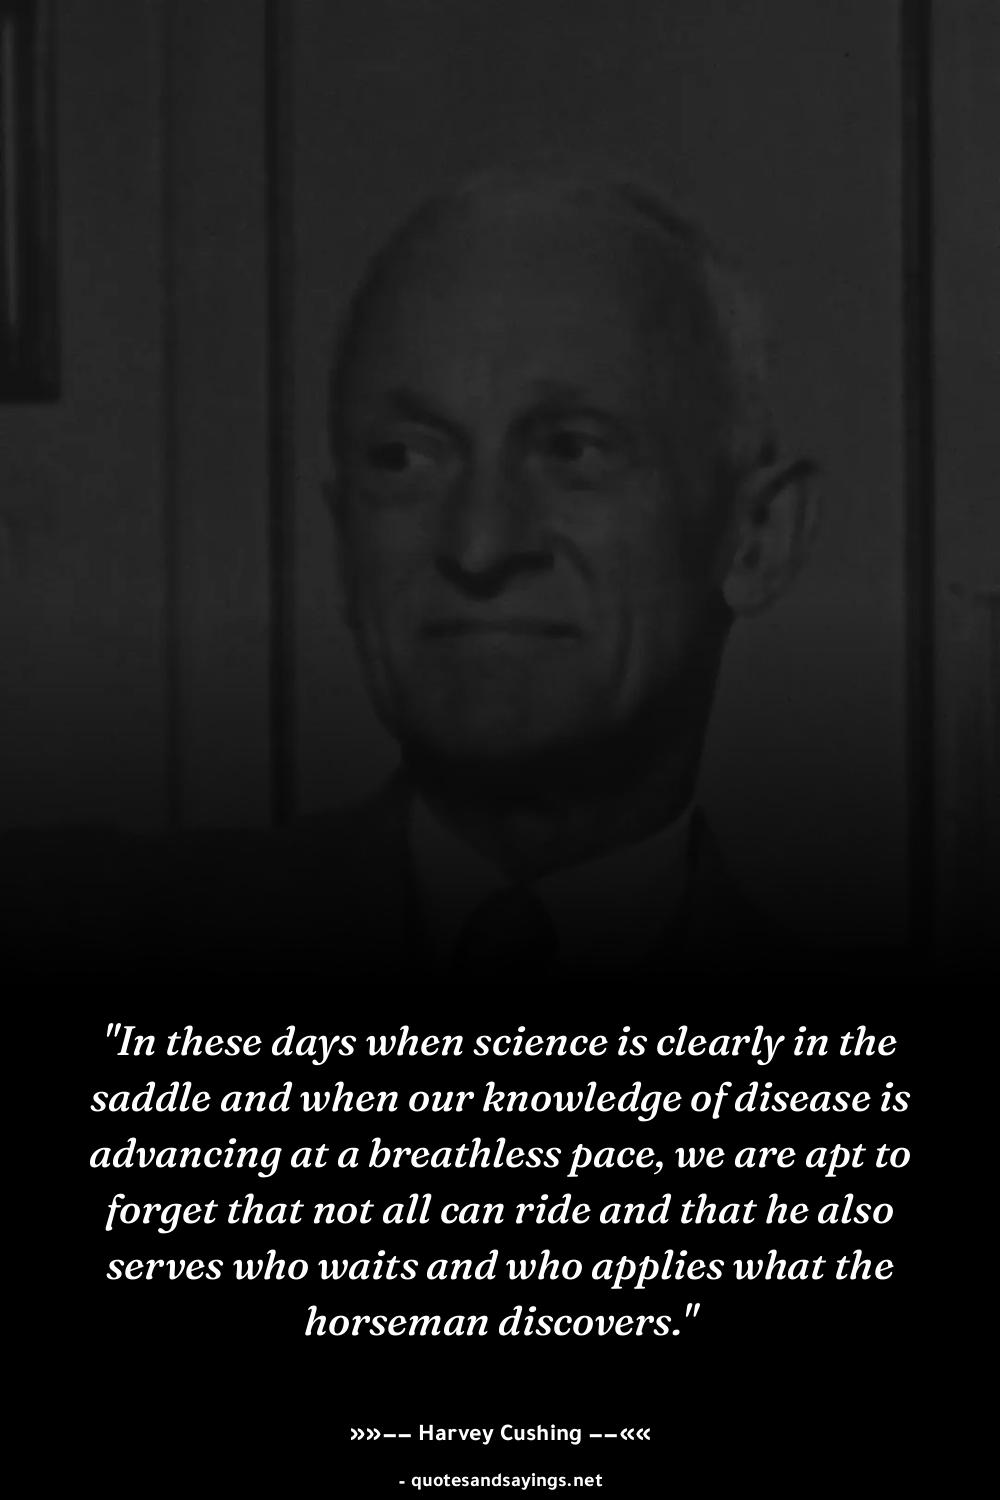 "In these days when science is clearly in the
saddle and when our knowledge of disease is
advancing at a breathless pace, we are apt to
forget that not all can ride and that he also
serves who waits and who applies what the
horseman discovers."
»»–– Harvey Cushing ––««
- quotesandsayings.net